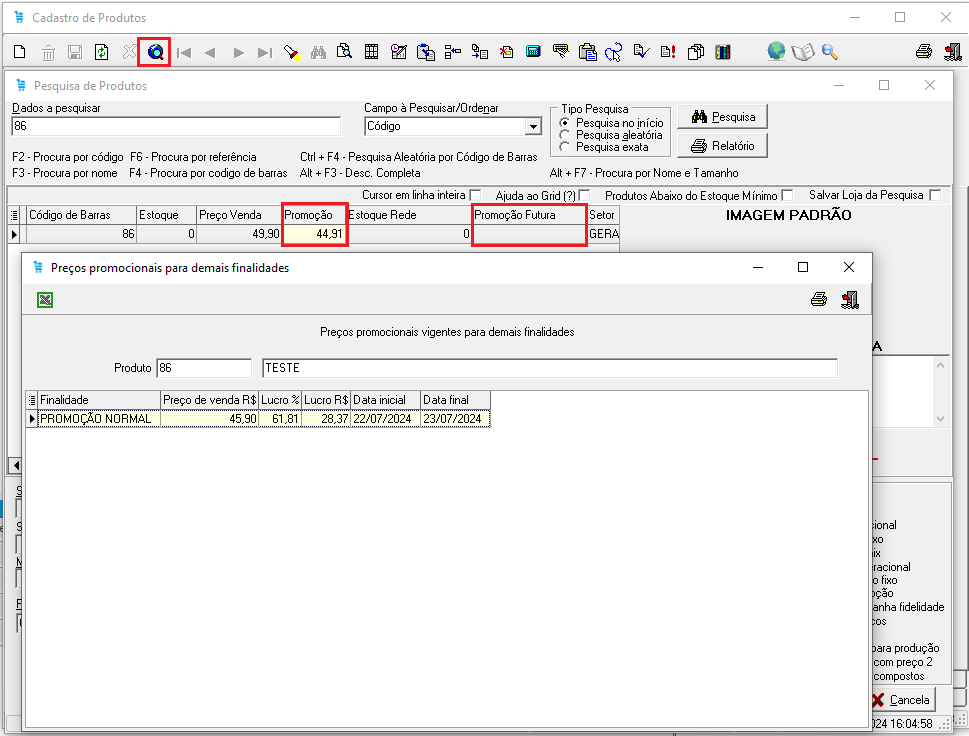 Cadastro de Produtos
Pesquisa de Produtos
Dados a pesquisar
86
Campo à Pesquisar/Ordenar
Código
Tipo Pesquisa
Pesquisa no início
Pesquisa aleatória
Pesquisa exata
Pesquisa
Relatório
F2 - Procura por código F6 - Procura por referência Ctrl + F4 - Pesquisa Aleatória por Código de Barras
F3 - Procura por nome F4 - Procura por codigo de barras Alt + F3 - Desc. Completa Alt + F7 - Procura por Nome e Tamanho
Cursor em linha inteira Ajuda ao Grid (?) Produtos Abaixo do Estoque Mínimo Salvar Loja da Pesquisa
Código de Barras Estoque Preço Venda Promoção Estoque Rede Promoção Futura Setor
86 0 49,90 44,91 0 GERA
IMAGEM PADRÃO
Preços promocionais para demais finalidades
Preços promocionais vigentes para demais finalidades
Produto 86 TESTE
Finalidade Preço de venda R$ Lucro % Lucro R$ Data inicial Data final
PROMOÇÃO NORMAL 45,90 61,81 28,37 22/07/2024 23/07/2024
A
cional
xo
ix
racional
o fixo
oção
anha fidelidade
cos
para produção
com preço 2
compostos
Cancela
024 16:04:58